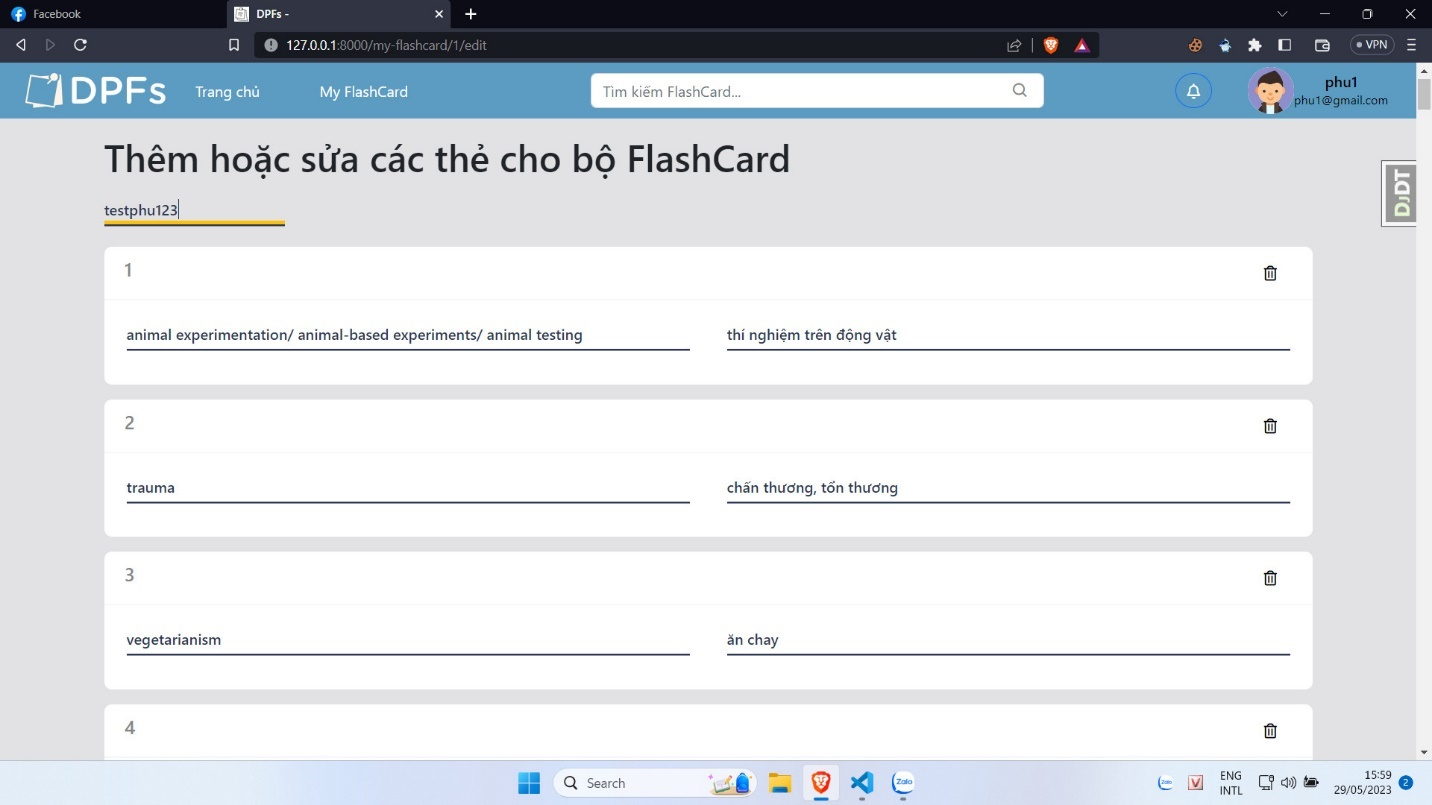 Facebook
DPFs -
127.0.0.1:8000/my-flashcard/1/edit
VPN
DPFs
Trang chủ
My FlashCard
Tìm kiếm FlashCard...
phu1
phu1@gmail.com
Thêm hoặc sửa các thẻ cho bộ FlashCard
DJDT
testphu123
1
animal experimentation/ animal-based experiments/ animal testing
thí nghiệm trên động vật
2
trauma
chấn thương, tổn thương
3
vegetarianism
ăn chay
4
Search
Zalo
Zalo
V
ENG
INTL
15:59
29/05/2023
2